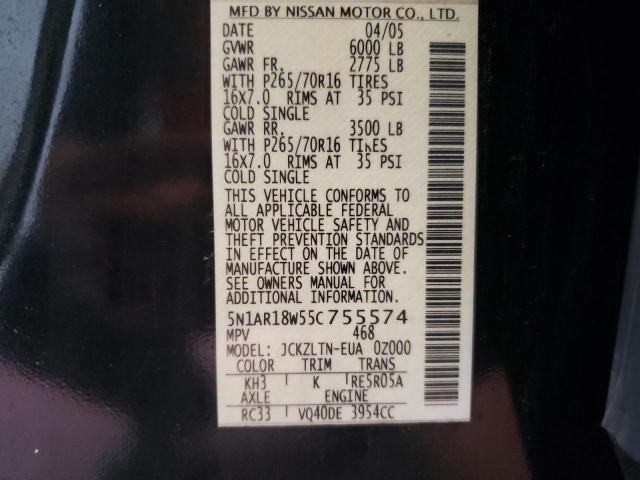 MFD BY NISSAN MOTOR CO., LTD.
DATE 04/05
GVWR 6000 LB
GAWR FR. 2775 LB
WITH P265/70R16 TIRES
16X7.0 RIMS AT 35 PSI
COLD SINGLE
GAWR RR. 3500 LB
WITH P265/70R16 TIRES
16X7.0 RIMS AT 35 PSI
COLD SINGLE
THIS VEHICLE CONFORMS TO
ALL APPLICABLE FEDERAL
MOTOR VEHICLE SAFETY AND
THEFT PREVENTION STANDARDS
IN EFFECT ON THE DATE OF
MANUFACTURE SHOWN ABOVE.
SEE OWNERS MANUAL FOR
ADDITIONAL INFORMATION.
5N1AR18W55C755574
MPV 468
MODEL: JCKZLTN-EUA 0Z000
COLOR TRIM TRANS
KH3 K RE5R05A
AXLE ENGINE
RC33 VQ40DE 3954CC